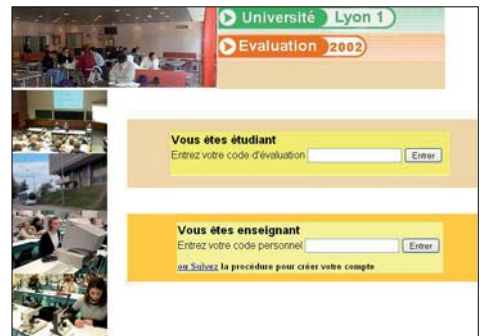 Université Lyon 1
Evaluation 2002
Vous êtes étudiant
Entrez votre code d'évaluation Entrer
Vous êtes enseignant
Entrez votre code personnel Entrer
ou Suivez la procédure pour créer votre compte